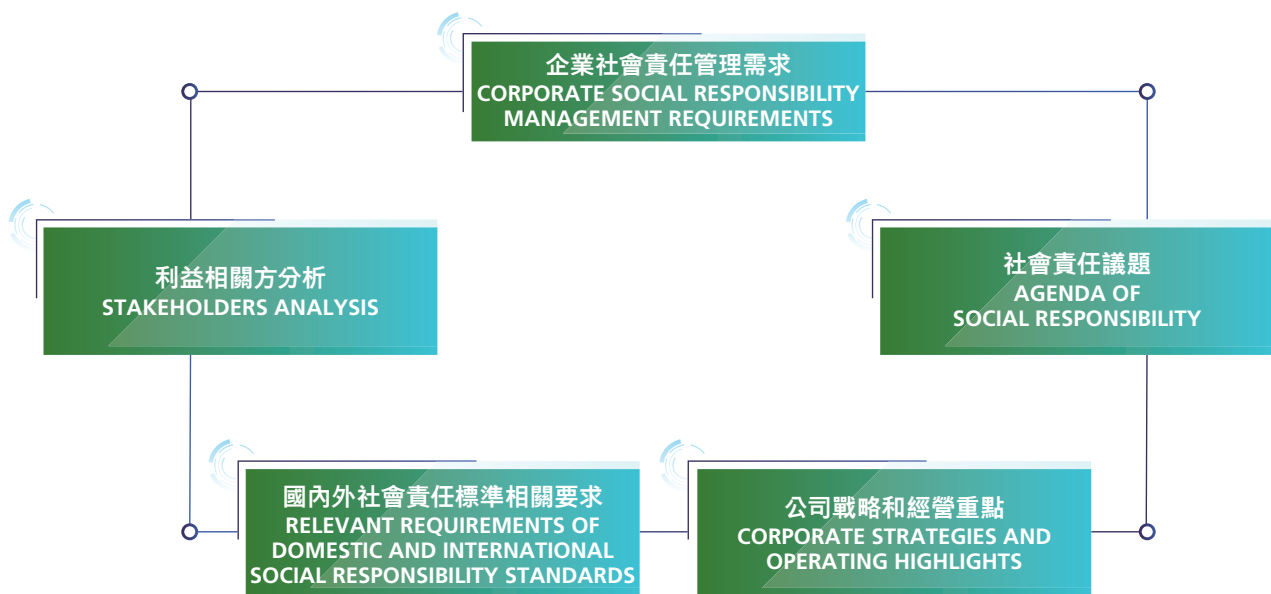 企業社會責任管理需求
CORPORATE SOCIAL RESPONSIBILITY
MANAGEMENT REQUIREMENTS
利益相關方分析
STAKEHOLDERS ANALYSIS
社會責任議題
AGENDA OF
SOCIAL RESPONSIBILITY
國內外社會責任標準相關要求
RELEVANT REQUIREMENTS OF
DOMESTIC AND INTERNATIONAL
SOCIAL RESPONSIBILITY STANDARDS
公司戰略和經營重點
CORPORATE STRATEGIES AND
OPERATING HIGHLIGHTS